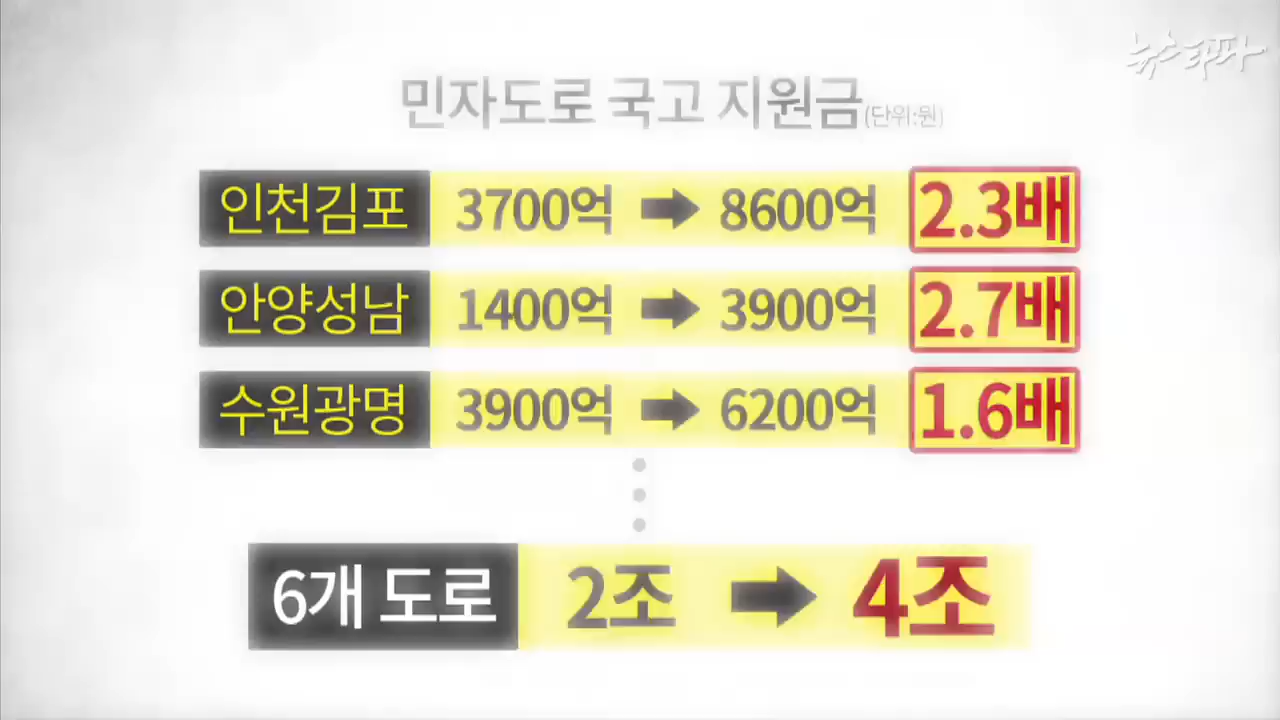 뉴스타파
민자도로 국고 지원금(단위:원)
인천김포 3700억 → 8600억 2.3배
안양성남 1400억 → 3900억 2.7배
수원광명 3900억 → 6200억 1.6배
6개 도로 2조 → 4조